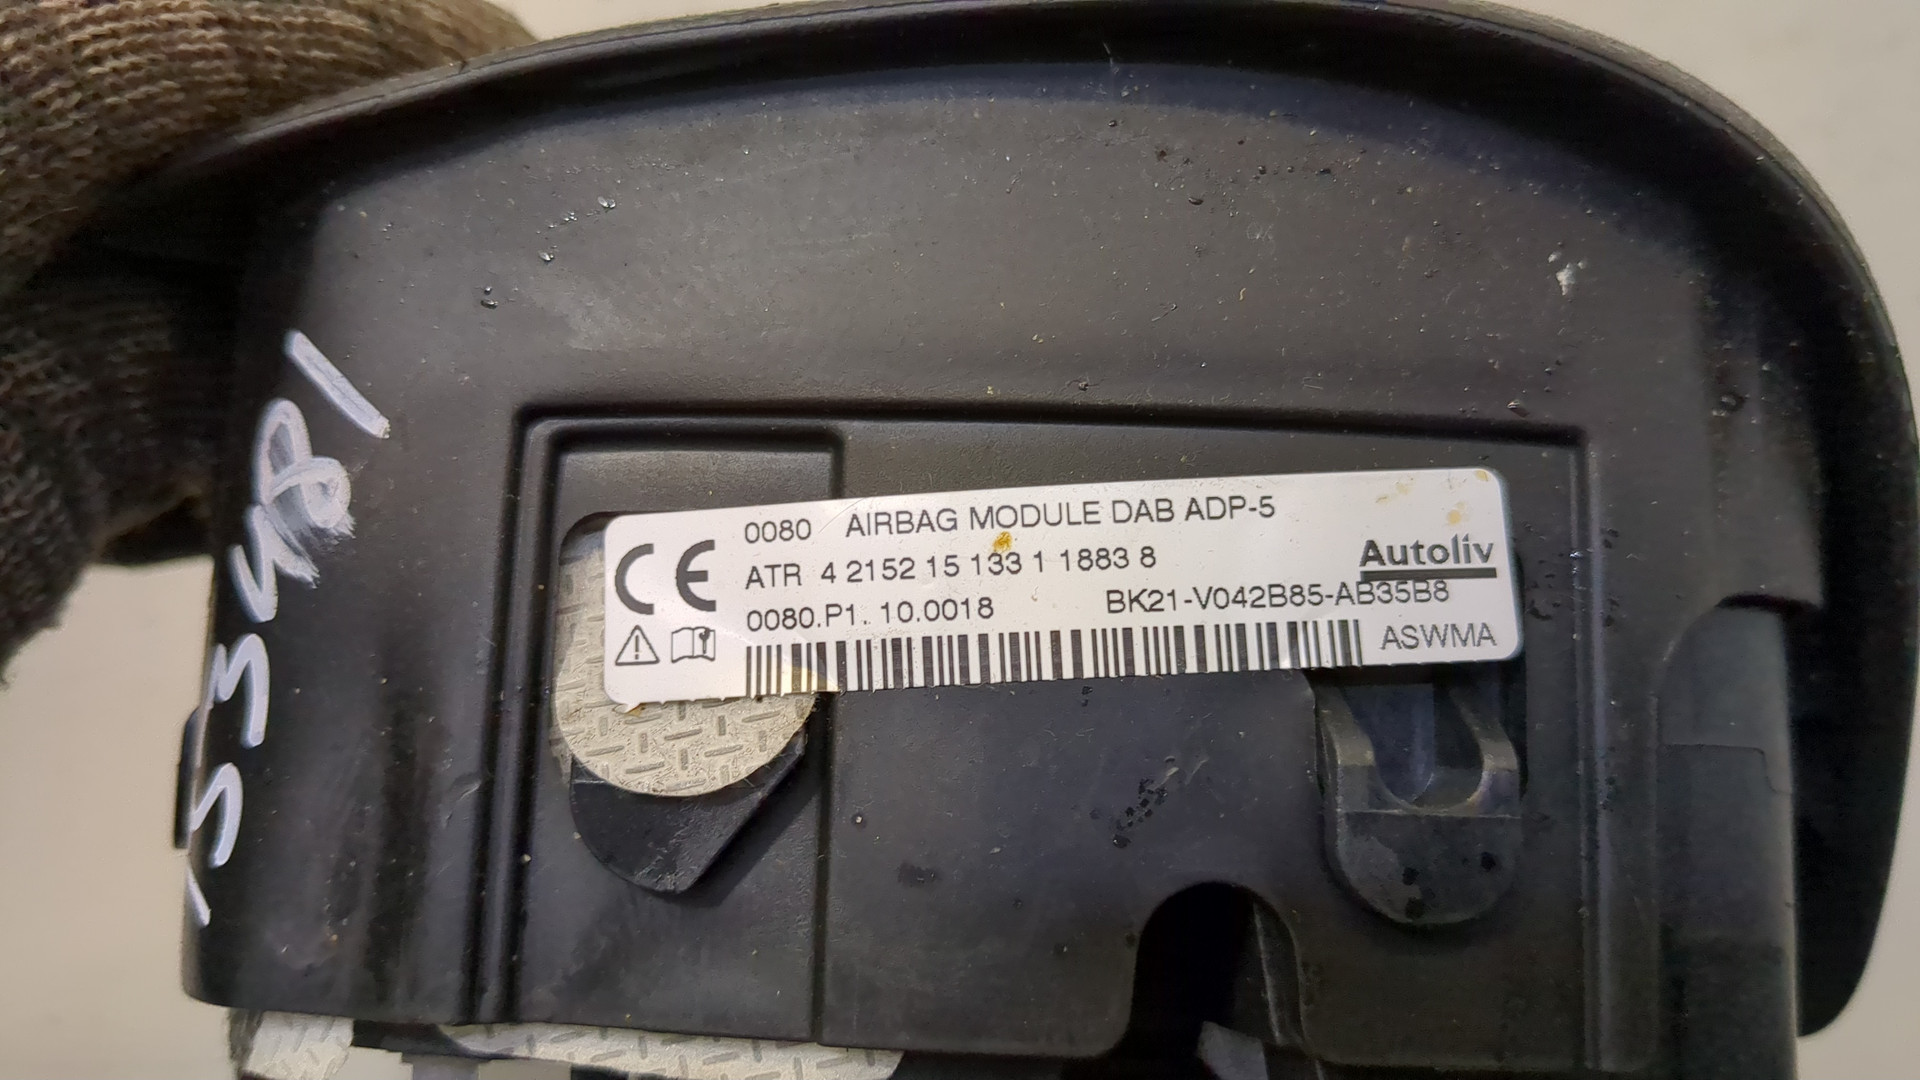 0080 AIRBAG MODULE DAB ADP-5
ATR 4 2152 15 133 1 1883 8
Autoliv
0080.P1. 10.0018 BK21-V042B85-AB35B8
CE
ASWMA